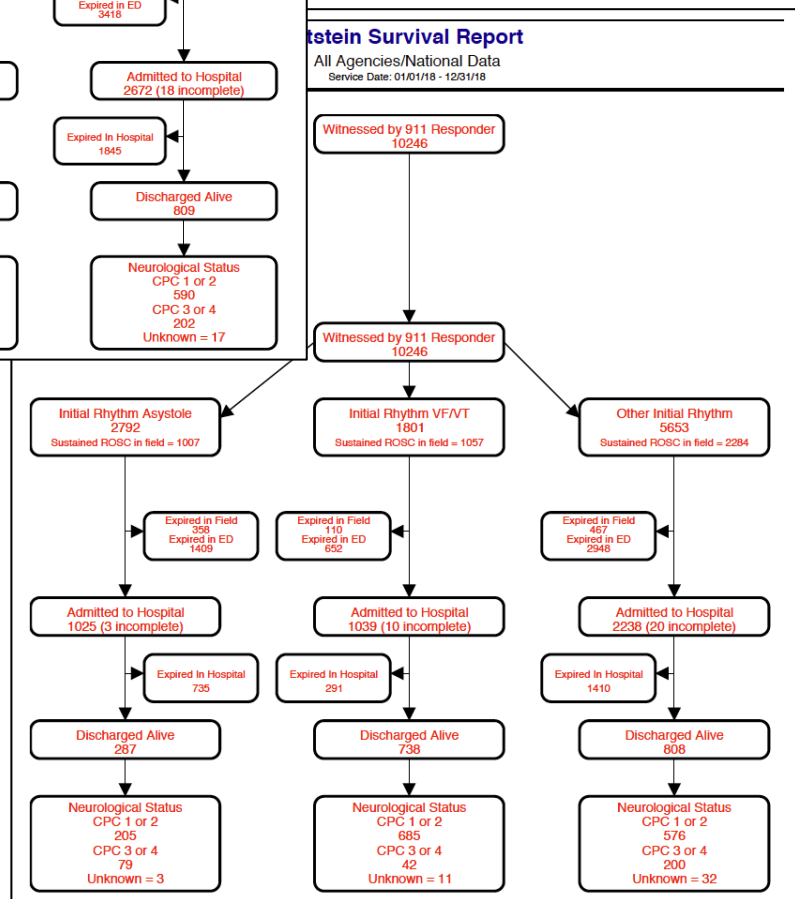 Expired in ED
3418
Admitted to Hospital
2672 (18 incomplete)
Expired In Hospital
1845
Discharged Alive
809
Neurological Status
CPC 1 or 2
590
CPC 3 or 4
202
Unknown = 17
tstein Survival Report
All Agencies/National Data
Service Date: 01/01/18 - 12/31/18
Witnessed by 911 Responder
10246
Witnessed by 911 Responder
10246
Initial Rhythm Asystole
2792
Sustained ROSC in field = 1007
Initial Rhythm VF/VT
1801
Sustained ROSC in field = 1057
Other Initial Rhythm
5653
Sustained ROSC in field = 2284
Expired in Field
358
Expired in ED
1409
Expired in Field
110
Expired in ED
652
Expired in Field
467
Expired in ED
2948
Admitted to Hospital
1025 (3 incomplete)
Admitted to Hospital
1039 (10 incomplete)
Admitted to Hospital
2238 (20 incomplete)
Expired In Hospital
735
Expired In Hospital
291
Expired In Hospital
1410
Discharged Alive
287
Discharged Alive
738
Discharged Alive
808
Neurological Status
CPC 1 or 2
205
CPC 3 or 4
79
Unknown = 3
Neurological Status
CPC 1 or 2
685
CPC 3 or 4
42
Unknown = 11
Neurological Status
CPC 1 or 2
576
CPC 3 or 4
200
Unknown = 32